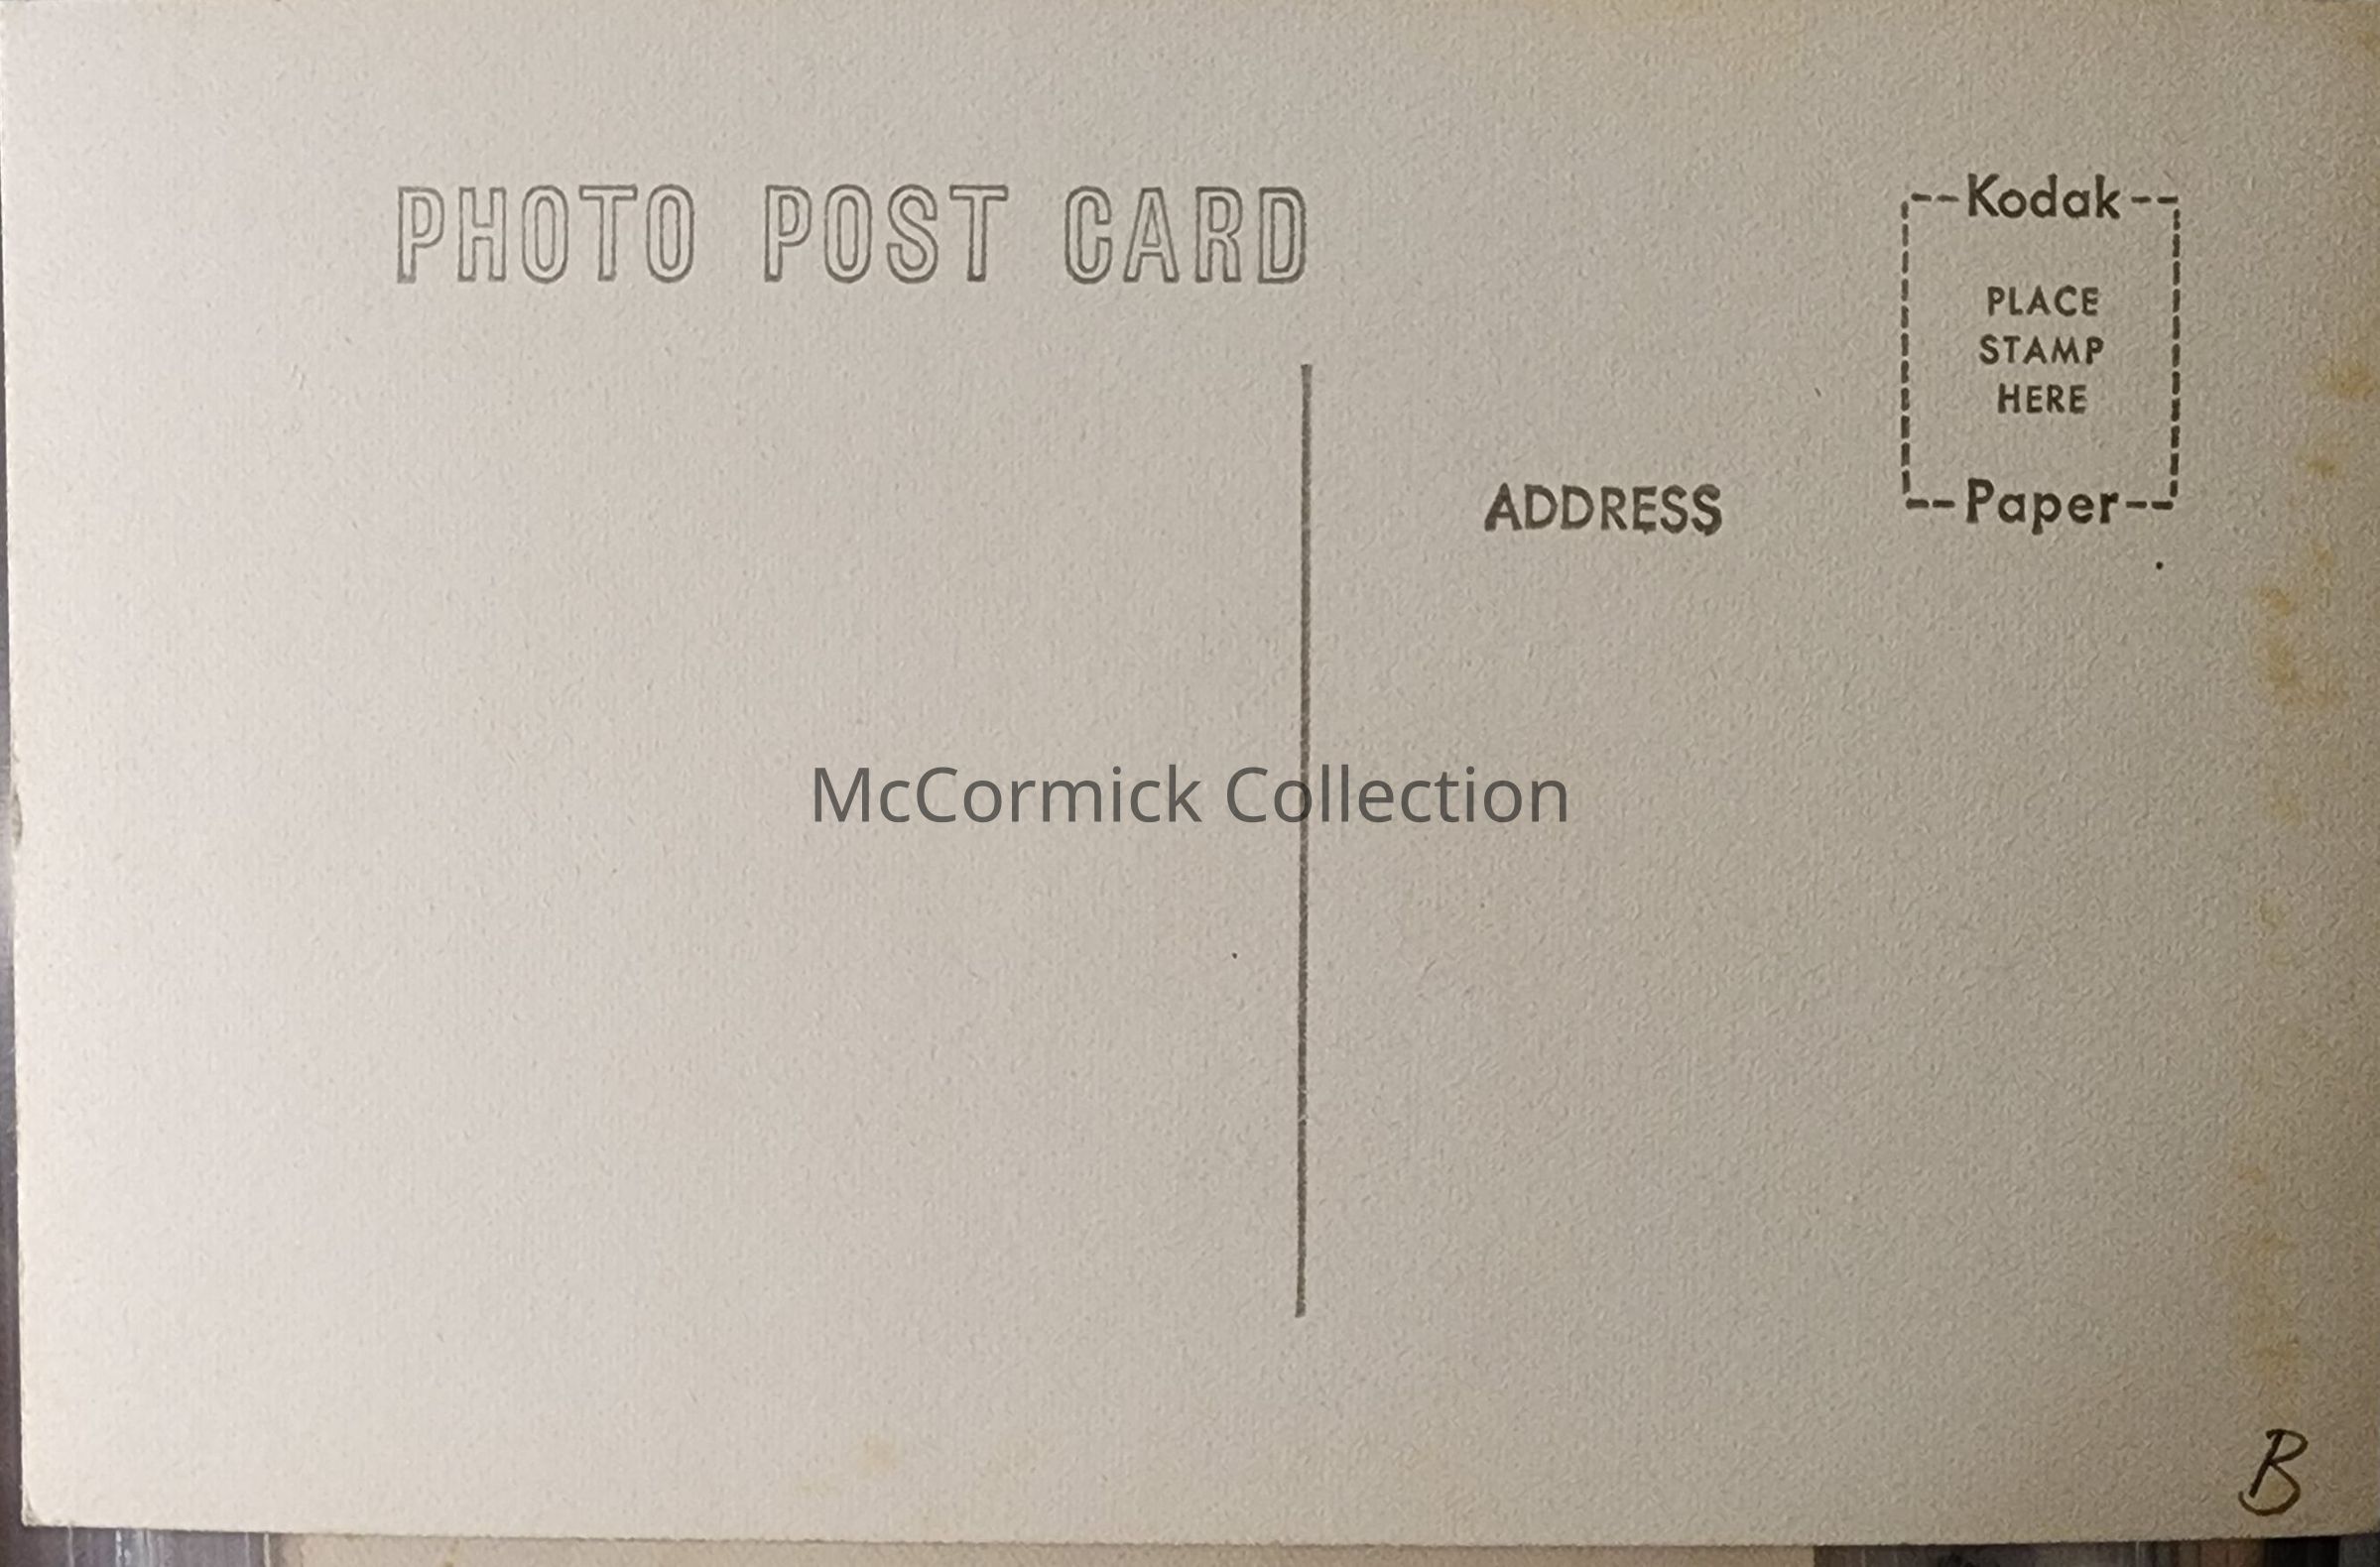 PHOTO POST CARD
--Kodak--
PLACE
STAMP
HERE
--Paper--
ADDRESS
McCormick Collection
B